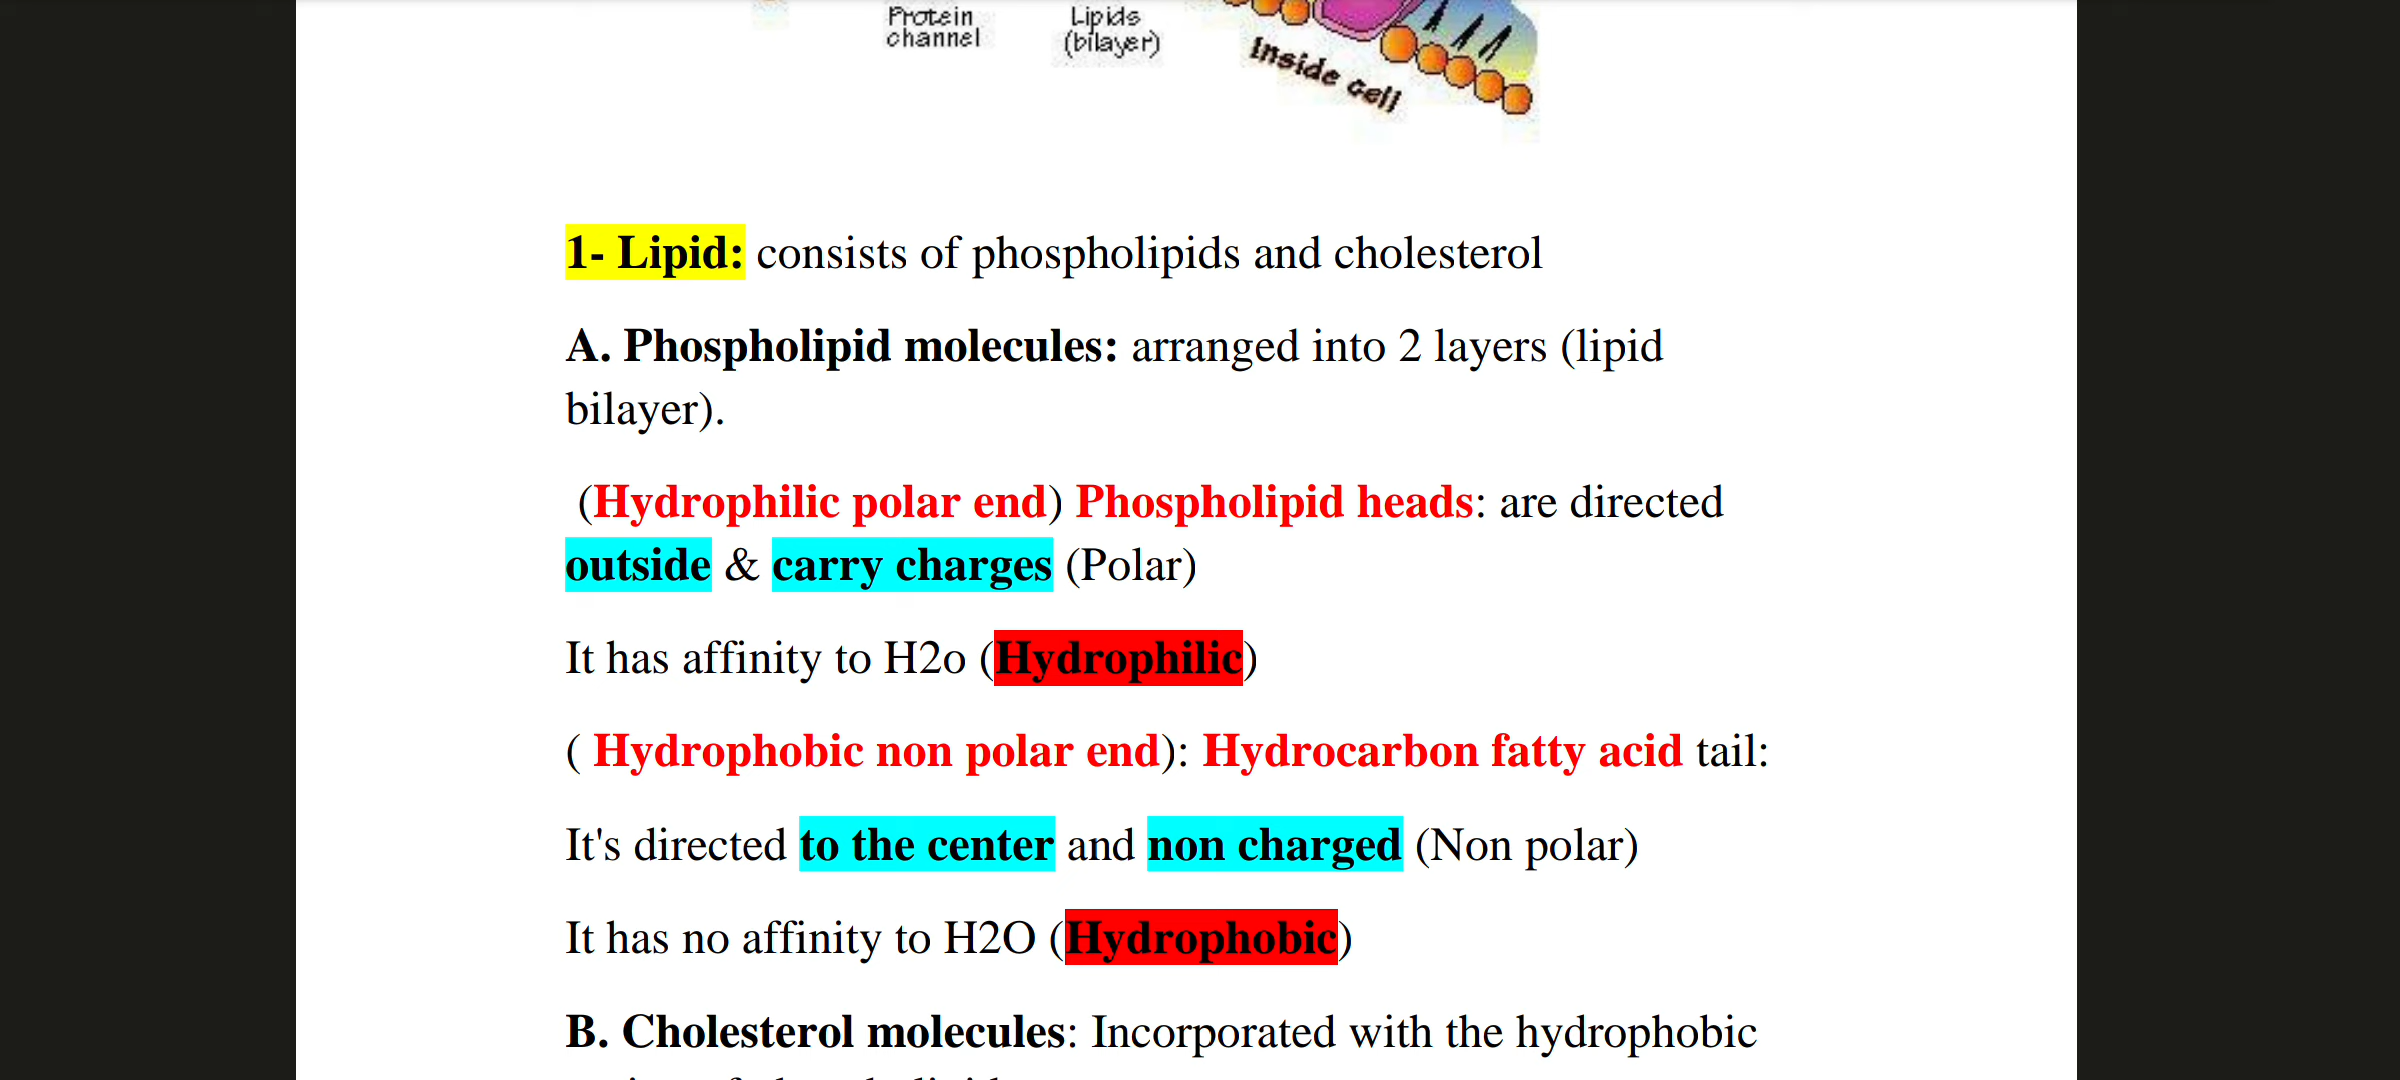 Protein
channel
Lipids
(bilayer)
Inside cell
1- Lipid: consists of phospholipids and cholesterol
A. Phospholipid molecules: arranged into 2 layers (lipid
bilayer).
(Hydrophilic polar end) Phospholipid heads: are directed
outside & carry charges (Polar)
It has affinity to H2o (Hydrophilic)
( Hydrophobic non polar end): Hydrocarbon fatty acid tail:
It's directed to the center and non charged (Non polar)
It has no affinity to H2O (Hydrophobic)
B. Cholesterol molecules: Incorporated with the hydrophobic